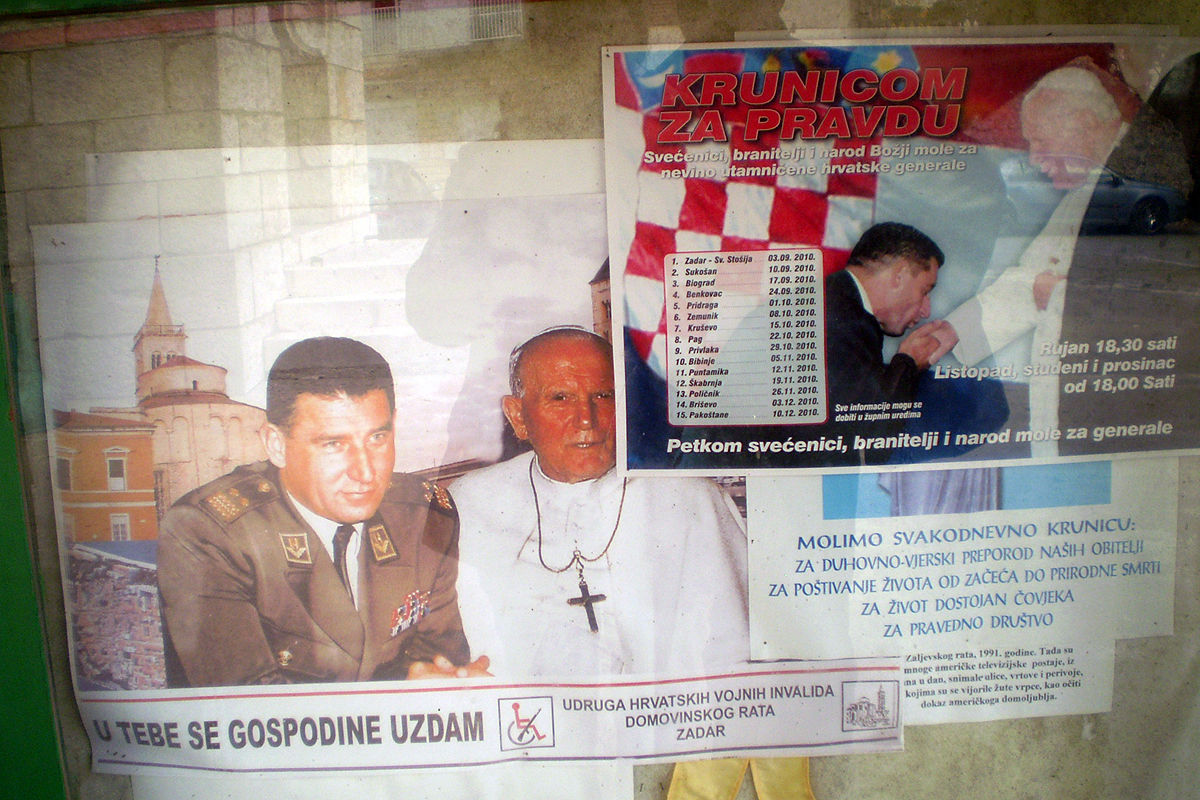 KRUNICOM
ZA PRAVDU
Svećenici, branitelji i narod Božji mole za
nevino utamničene hrvatske generale
1. Zadar - Sv. Stošija 03.09. 2010.
2. Sukošan 10.09. 2010.
3. Biograd 17.09. 2010.
4. Benkovac 24.09. 2010.
5. Pridraga 01.10. 2010.
6. Zemunik 08.10. 2010.
7. Kruševo 15.10. 2010.
8. Pag 22.10. 2010.
9. Privlaka 29.10. 2010.
10. Bibinje 05.11. 2010.
11. Puntamika 12.11. 2010.
12. Škabrnja 19.11. 2010.
13. Poličnik 26.11. 2010.
14. Briševo 03.12. 2010.
15. Pakoštane 10.12. 2010.
Rujan 18,30 sati
Listopad, studeni i prosinac
od 18,00 Sati
Sve informacije mogu se
dobiti u župnim uredima
Petkom svećenici, branitelji i narod mole za generale
MOLIMO SVAKODNEVNO KRUNICU:
ZA DUHOVNO-VJERSKI PREPOROD NAŠIH OBITELJI
ZA POŠTIVANJE ŽIVOTA OD ZAČEĆA DO PRIRODNE SMRTI
ZA ŽIVOT DOSTOJAN ČOVJEKA
ZA PRAVEDNO DRUŠTVO
Zaljevskog rata, 1991. godine. Tada su
mnoge američke televizijske postaje, iz
na u dan, snimale ulice, vrtove i perivoje,
kojima su se vijorile žute vrpce, kao očiti
dokaz američkoga domoljublja.
U TEBE SE GOSPODINE UZDAM
UDRUGA HRVATSKIH VOJNIH INVALIDA
DOMOVINSKOG RATA
ZADAR